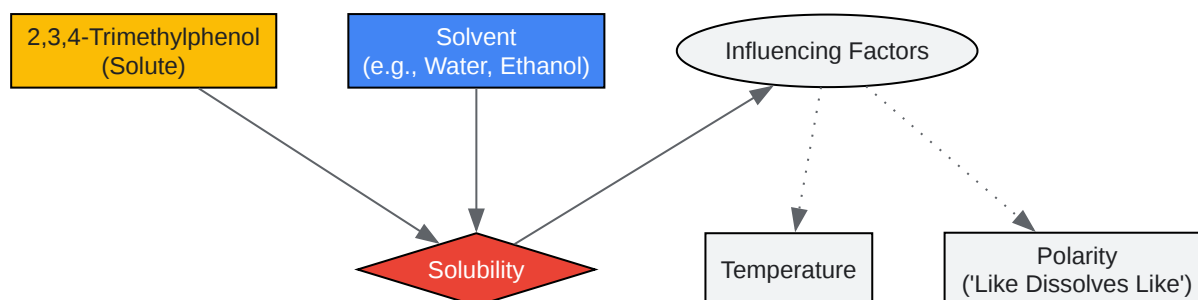 2,3,4-Trimethylphenol
(Solute)
Solvent
(e.g., Water, Ethanol)
Influencing Factors
Solubility
Temperature
Polarity
('Like Dissolves Like')